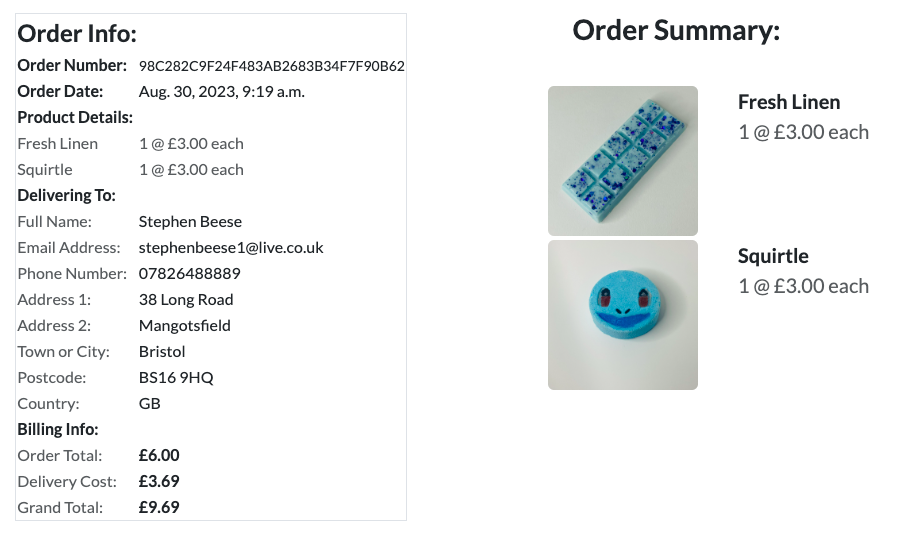 Order Info:
Order Number: 98C282C9F24F483AB2683B34F7F90B62
Order Date: Aug. 30, 2023, 9:19 a.m.
Product Details:
Fresh Linen 1 @ £3.00 each
Squirtle 1 @ £3.00 each
Delivering To:
Full Name: Stephen Beese
Email Address: stephenbeese1@live.co.uk
Phone Number: 07826488889
Address 1: 38 Long Road
Address 2: Mangotsfield
Town or City: Bristol
Postcode: BS16 9HQ
Country: GB
Billing Info:
Order Total: £6.00
Delivery Cost: £3.69
Grand Total: £9.69
Order Summary:
Fresh Linen
1 @ £3.00 each
Squirtle
1 @ £3.00 each